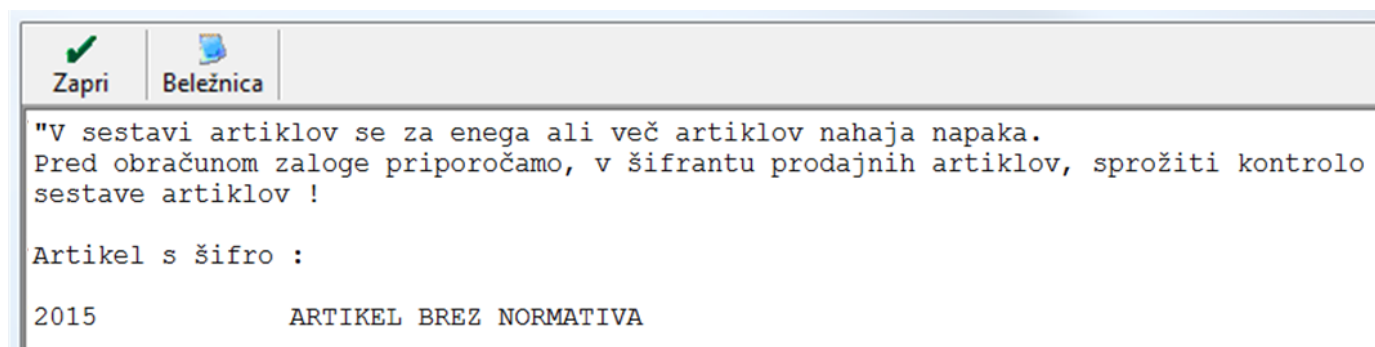 Zapri Beležnica
"V sestavi artiklov se za enega ali več artiklov nahaja napaka.
Pred obračunom zaloge priporočamo, v šifrantu prodajnih artiklov, sprožiti kontrolo
sestave artiklov !
Artikel s šifro :
2015 ARTIKEL BREZ NORMATIVA